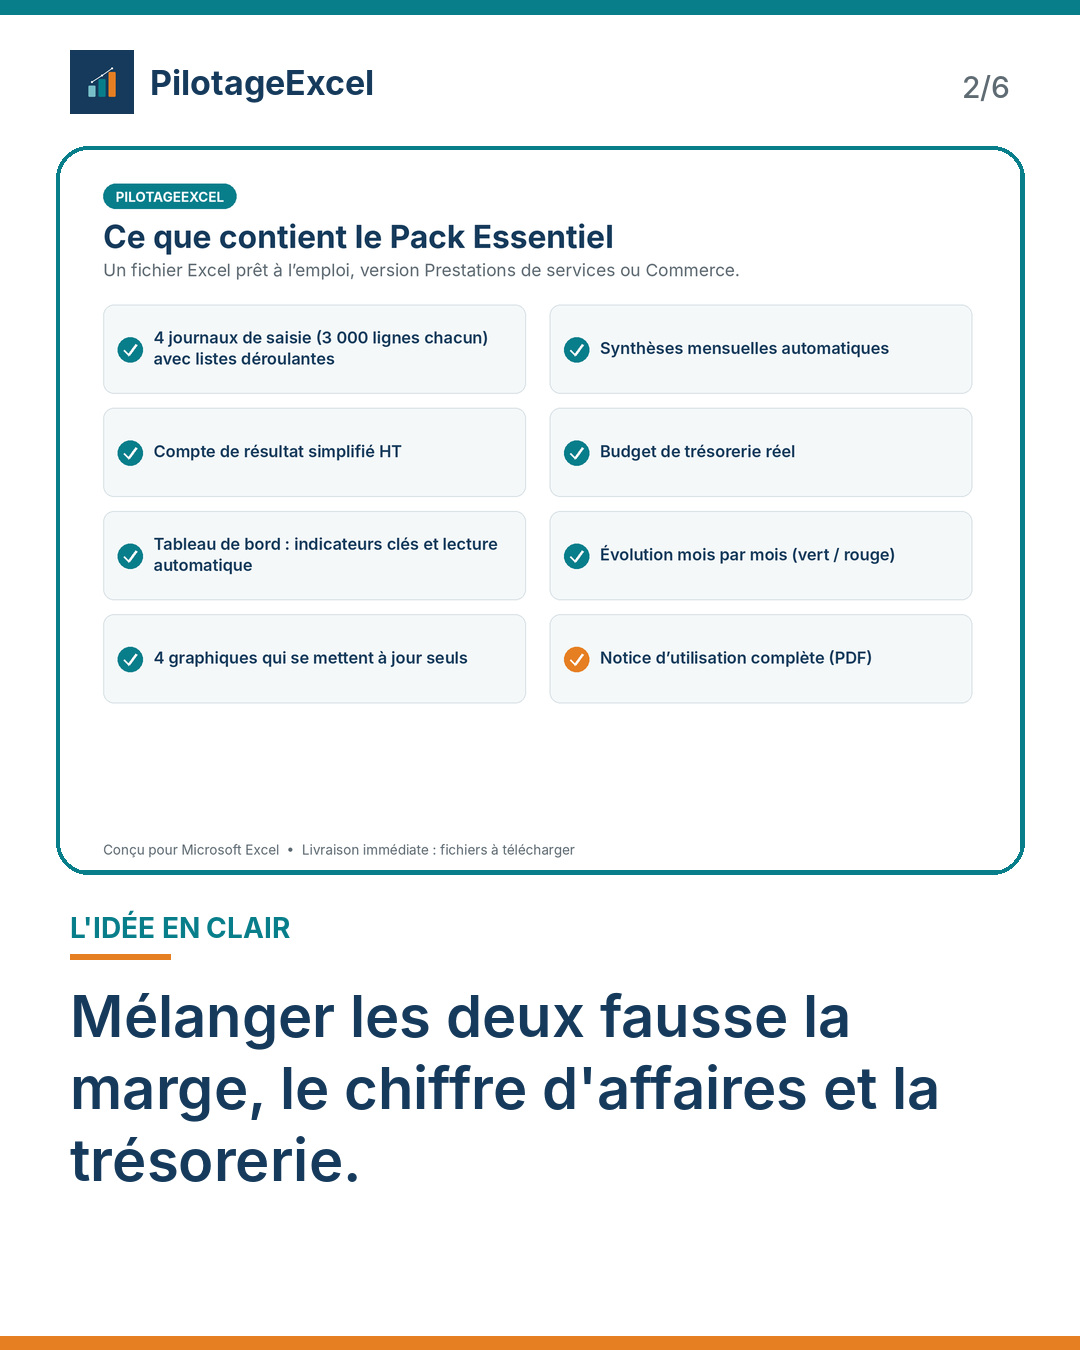 PilotageExcel
2/6
PILOTAGEEXCEL
Ce que contient le Pack Essentiel
Un fichier Excel prêt à l’emploi, version Prestations de services ou Commerce.
4 journaux de saisie (3 000 lignes chacun)
avec listes déroulantes
Synthèses mensuelles automatiques
Compte de résultat simplifié HT
Budget de trésorerie réel
Tableau de bord : indicateurs clés et lecture
automatique
Évolution mois par mois (vert / rouge)
4 graphiques qui se mettent à jour seuls
Notice d’utilisation complète (PDF)
Conçu pour Microsoft Excel • Livraison immédiate : fichiers à télécharger
L'IDÉE EN CLAIR
Mélanger les deux fausse la
marge, le chiffre d'affaires et la
trésorerie.